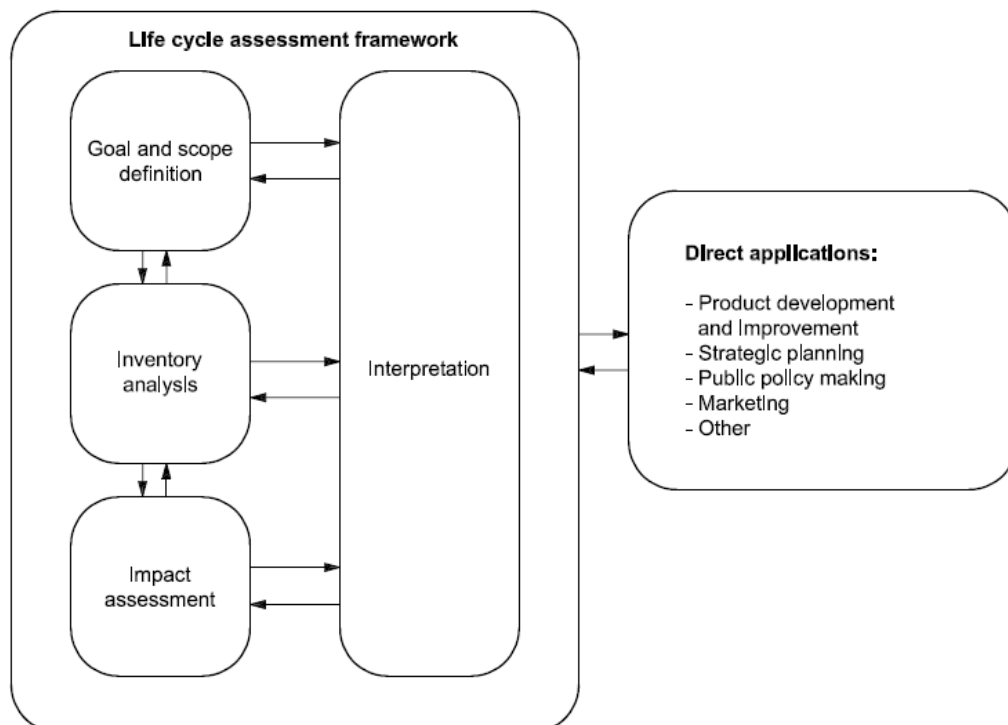 Life cycle assessment framework
Goal and scope
definition
Inventory
analysis
Impact
assessment
Interpretation
Direct applications:
- Product development
and improvement
- Strategic planning
- Public policy making
- Marketing
- Other